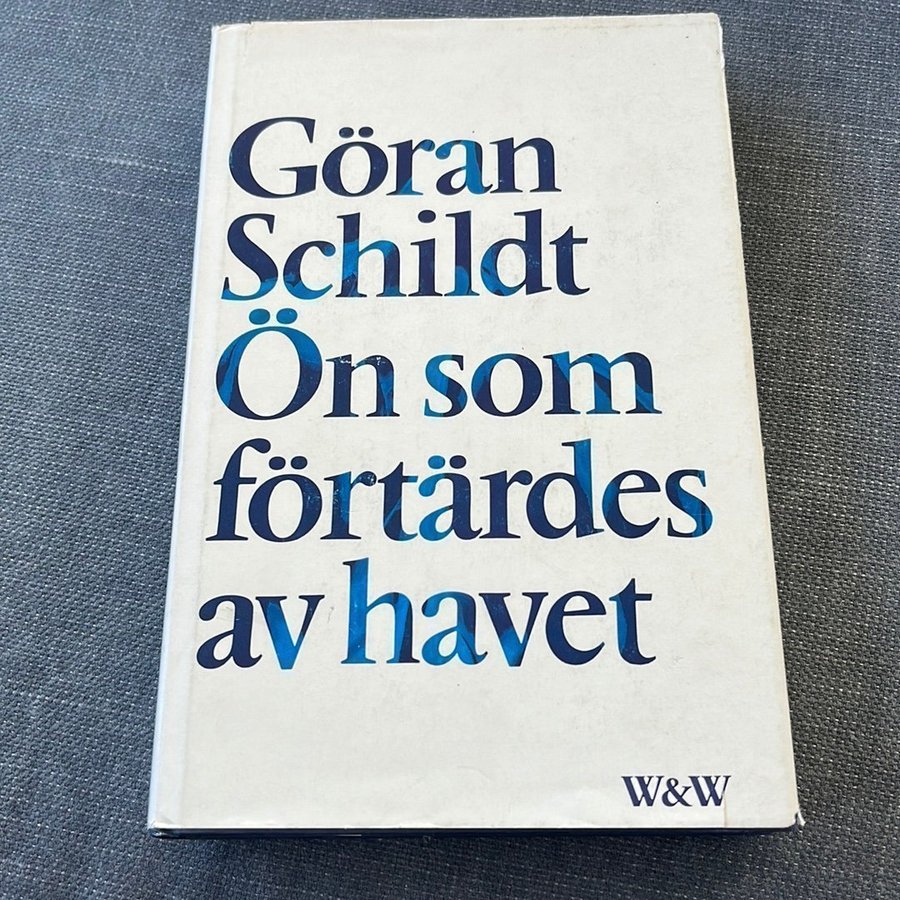 Göran
Schildt
Ön som
förtärdes
av havet
W&W